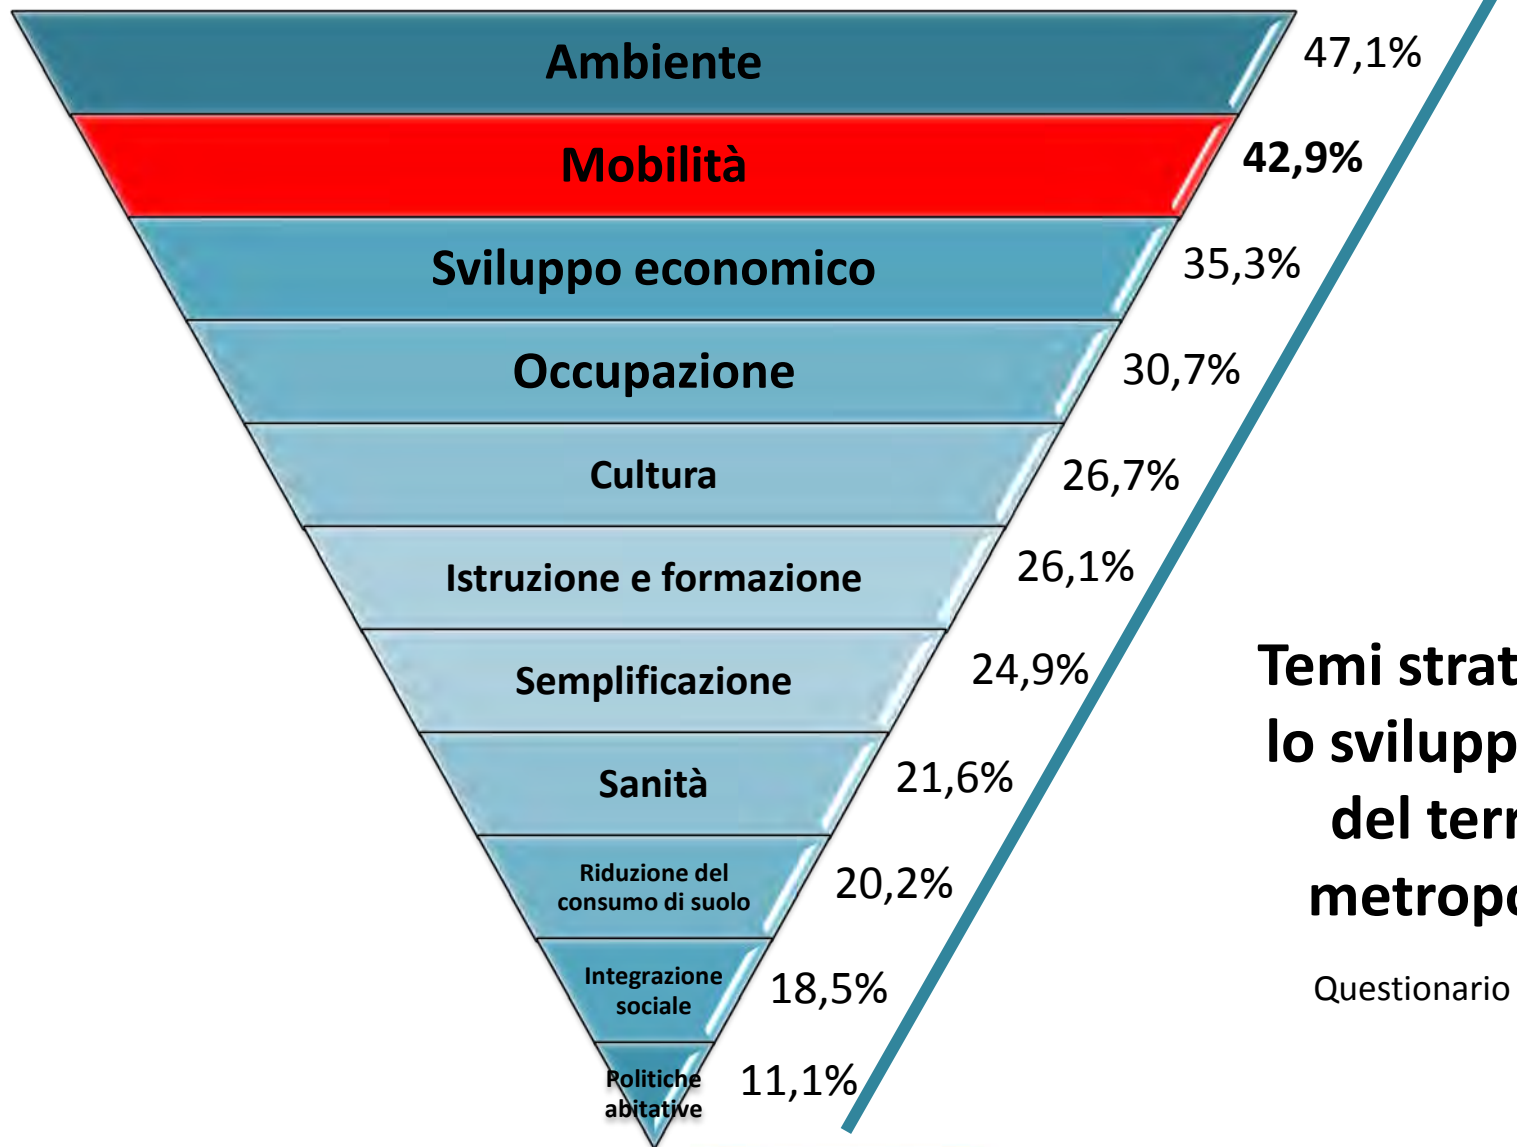 Ambiente 47,1%
Mobilità 42,9%
Sviluppo economico 35,3%
Occupazione 30,7%
Cultura 26,7%
Istruzione e formazione 26,1%
Semplificazione 24,9%
Sanità 21,6%
Riduzione del
consumo di suolo 20,2%
Integrazione
sociale 18,5%
Politiche
abitative 11,1%
Temi strat
lo svilupp
del terr
metropo
Questionario